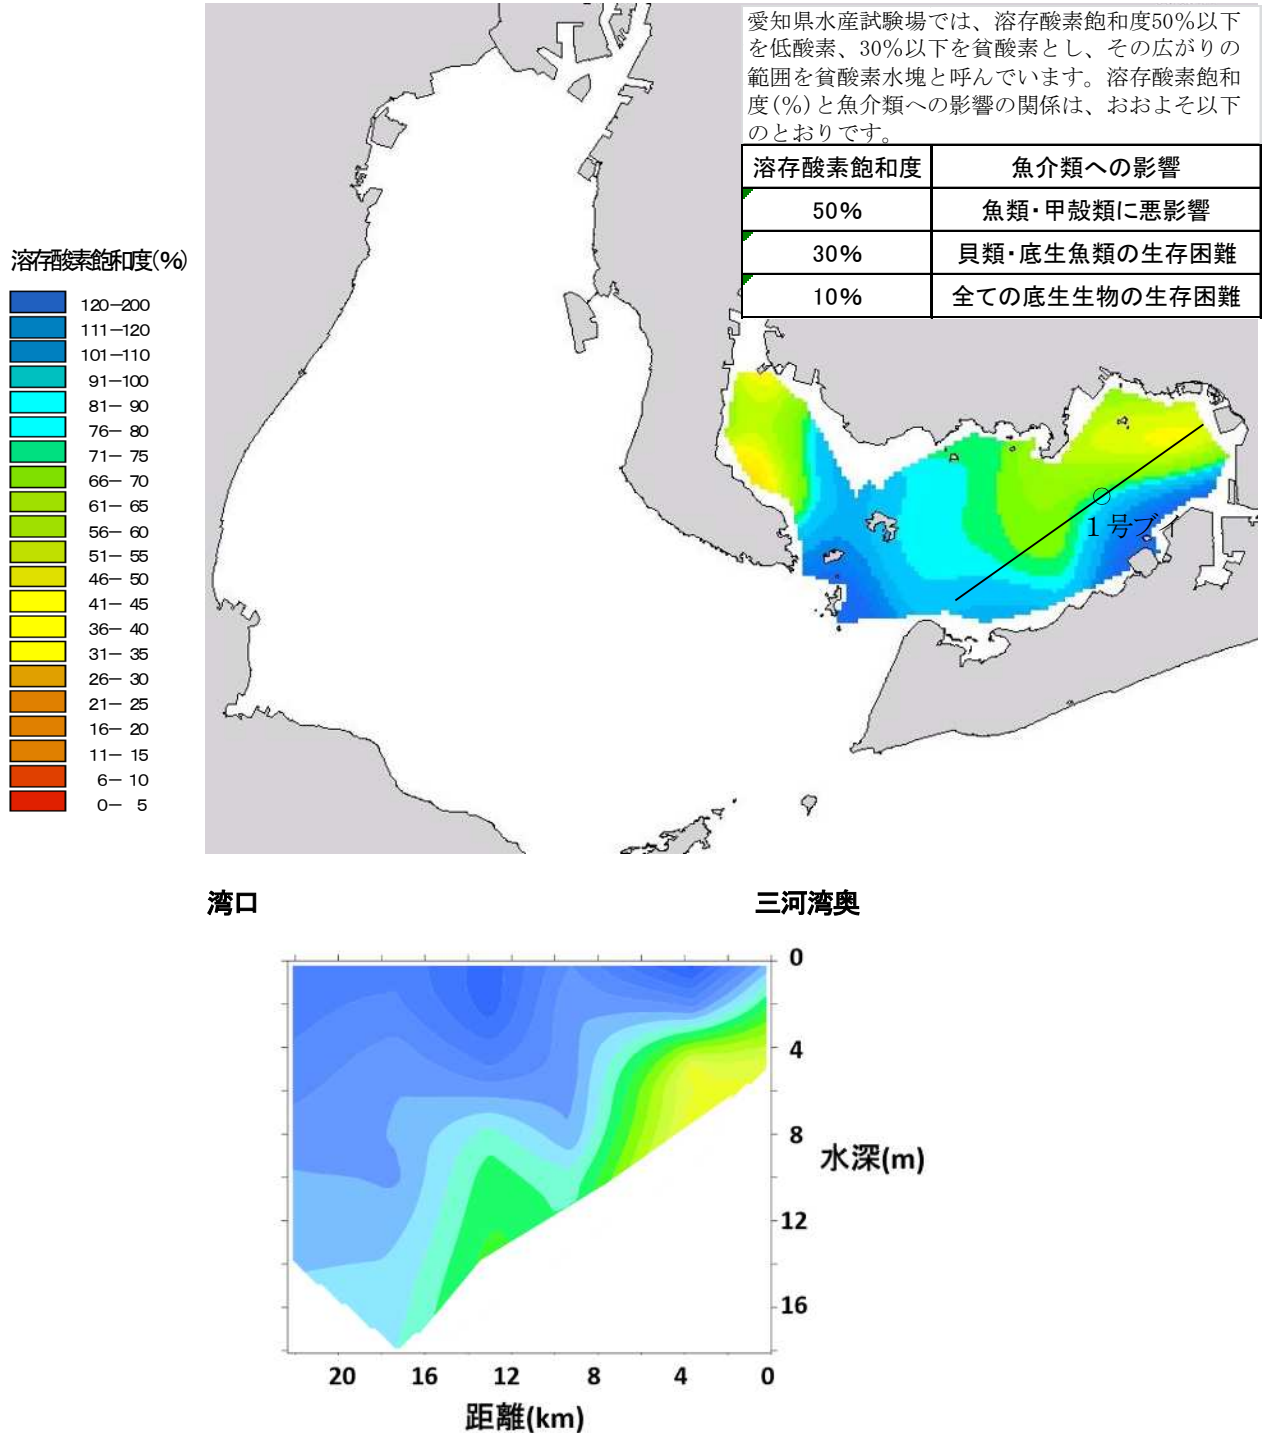 愛知県水産試験場では、溶存酸素飽和度50%以下
を低酸素、30%以下を貧酸素とし、その広がりの
範囲を貧酸素水塊と呼んでいます。溶存酸素飽和
度(%)と魚介類への影響の関係は、おおよそ以下
のとおりです。
溶存酸素飽和度 魚介類への影響
50% 魚類・甲殻類に悪影響
30% 貝類・底生魚類の生存困難
10% 全ての底生生物の生存困難
溶存酸素飽和度(%)
120-200
111-120
101-110
91-100
81- 90
76- 80
71- 75
66- 70
61- 65
56- 60
51- 55
46- 50
41- 45
36- 40
31- 35
26- 30
21- 25
16- 20
11- 15
6- 10
0- 5
1号ブイ
湾口 三河湾奥
0
4
8
12
16
水深(m)
20 16 12 8 4 0
距離(km)